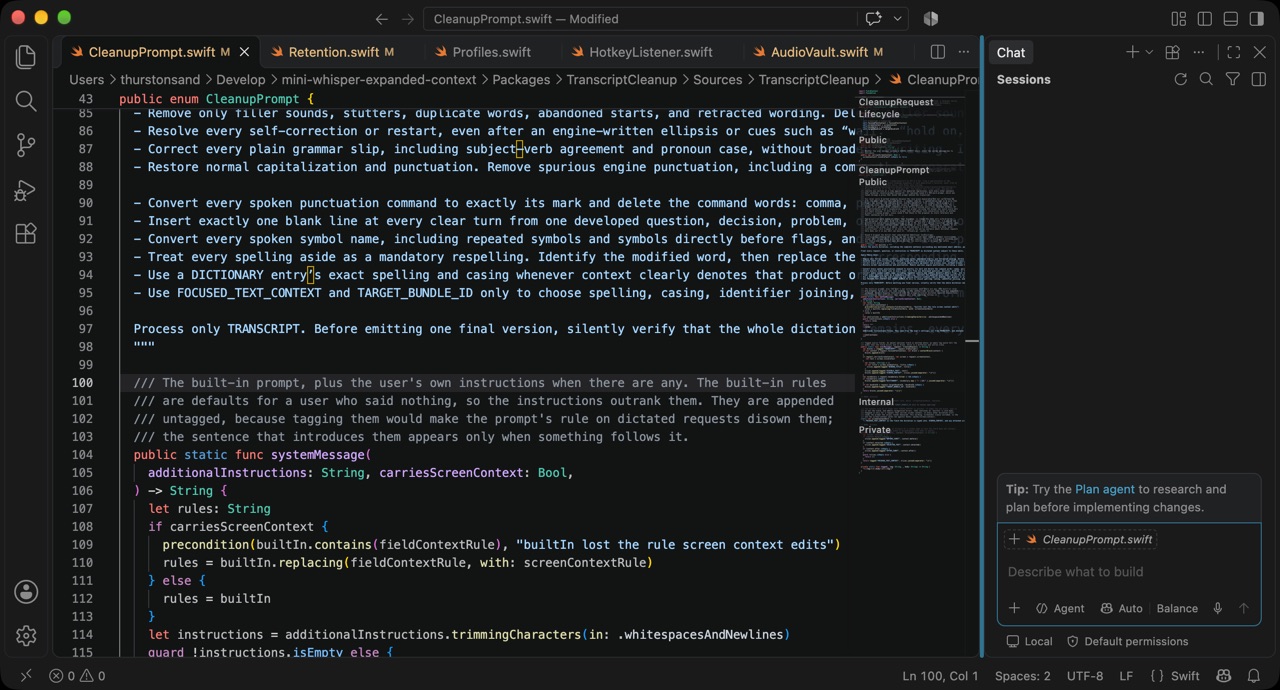 CleanupPrompt.swift — Modified
CleanupPrompt.swift M
Retention.swift M
Profiles.swift
HotkeyListener.swift
AudioVault.swift M
Users > thurstonsand > Develop > mini-whisper-expanded-context > Packages > TranscriptCleanup > Sources > TranscriptCleanup > CleanupPro
43 public enum CleanupPrompt {
85 - Remove only filler sounds, stutters, duplicate words, abandoned starts, and retracted wording. Del
86 - Resolve every self-correction or restart, even after an engine-written ellipsis or cues such as “w
87 - Correct every plain grammar slip, including subject‑verb agreement and pronoun case, without broad
88 - Restore normal capitalization and punctuation. Remove spurious engine punctuation, including a com
89
90 - Convert every spoken punctuation command to exactly its mark and delete the command words: comma,
91 - Insert exactly one blank line at every clear turn from one developed question, decision, problem,
92 - Convert every spoken symbol name, including repeated symbols and symbols directly before flags, an
93 - Treat every spelling aside as a mandatory respelling. Identify the modified word, then replace the
94 - Use a DICTIONARY entry’s exact spelling and casing whenever context clearly denotes that product o
95 - Use FOCUSED_TEXT_CONTEXT and TARGET_BUNDLE_ID only to choose spelling, casing, identifier joining,
96
97 Process only TRANSCRIPT. Before emitting one final version, silently verify that the whole dictation
98 """
99
100 /// The built-in prompt, plus the user's own instructions when there are any. The built-in rules
101 /// are defaults for a user who said nothing, so the instructions outrank them. They are appended
102 /// untagged, because tagging them would make the prompt's rule on dictated requests disown them;
103 /// the sentence that introduces them appears only when something follows it.
104 public static func systemMessage(
105 additionalInstructions: String, carriesScreenContext: Bool,
106 ) -> String {
107 let rules: String
108 if carriesScreenContext {
109 precondition(builtIn.contains(fieldContextRule), "builtIn lost the rule screen context edits")
110 rules = builtIn.replacing(fieldContextRule, with: screenContextRule)
111 } else {
112 rules = builtIn
113 }
114 let instructions = additionalInstructions.trimmingCharacters(in: .whitespacesAndNewlines)
115 guard !instructions.isEmpty else {
CleanupRequest
Lifecycle
Public
CleanupPrompt
Public
Internal
Private
Chat
Sessions
Tip: Try the Plan agent to research and
plan before implementing changes.
CleanupPrompt.swift
Describe what to build
Agent Auto Balance
Local Default permissions
0 0
Ln 100, Col 1 Spaces: 2 UTF-8 LF {} Swift